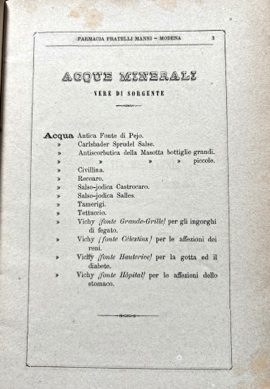 FARMACIA FRATELLI MANNI – MODENA 3
ACQUE MINERALI
VERE DI SORGENTE
Acqua Antica Fonte di Pejo.
» Carlsbader Sprudel Salse.
» Antiscorbutica della Masotta bottiglie grandi.
» » » » piccole.
» Civillina.
» Recoaro.
» Salso-jodica Castrocaro.
» Salso-jodica Salles.
» Tamerigi.
» Tettuccio.
» Vichy [fonte Grande-Grille] per gli ingorghi
di fegato.
» Vichy [fonte Célestins] per le affezioni dei
reni.
» Vichy [fonte Hauterive] per la gotta ed il
diabete.
» Vichy [fonte Hôpital] per le affezioni dello
stomaco.